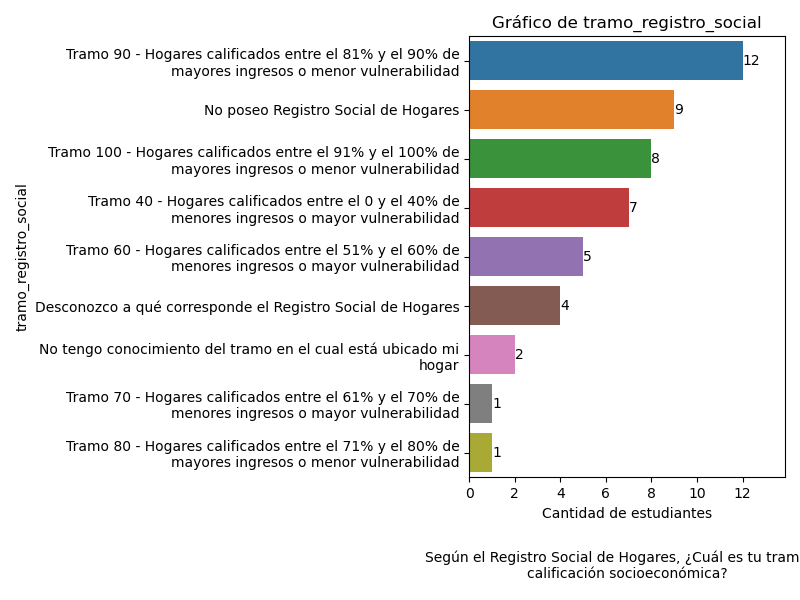 Gráfico de tramo_registro_social
tramo_registro_social
Tramo 90 - Hogares calificados entre el 81% y el 90% de
mayores ingresos o menor vulnerabilidad
12
No poseo Registro Social de Hogares
9
Tramo 100 - Hogares calificados entre el 91% y el 100% de
mayores ingresos o menor vulnerabilidad
8
Tramo 40 - Hogares calificados entre el 0 y el 40% de
menores ingresos o mayor vulnerabilidad
7
Tramo 60 - Hogares calificados entre el 51% y el 60% de
menores ingresos o mayor vulnerabilidad
5
Desconozco a qué corresponde el Registro Social de Hogares
4
No tengo conocimiento del tramo en el cual está ubicado mi
hogar
2
Tramo 70 - Hogares calificados entre el 61% y el 70% de
menores ingresos o mayor vulnerabilidad
1
Tramo 80 - Hogares calificados entre el 71% y el 80% de
mayores ingresos o menor vulnerabilidad
1
0 2 4 6 8 10 12
Cantidad de estudiantes
Según el Registro Social de Hogares, ¿Cuál es tu tram
calificación socioeconómica?